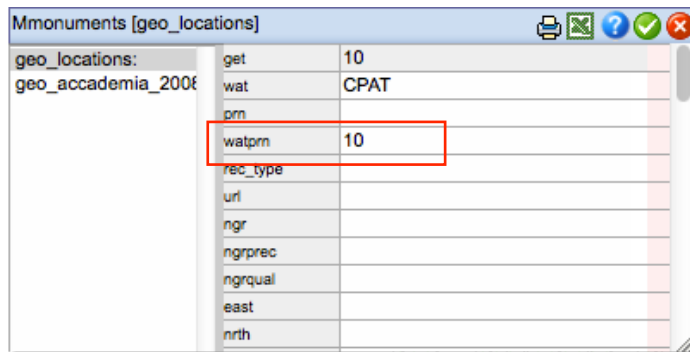 Mmonuments [geo_locations]
geo_locations: get 10
geo_accademia_2008 wat CPAT
prn
watprn 10
rec_type
url
ngr
ngrprec
ngrqual
east
nrth